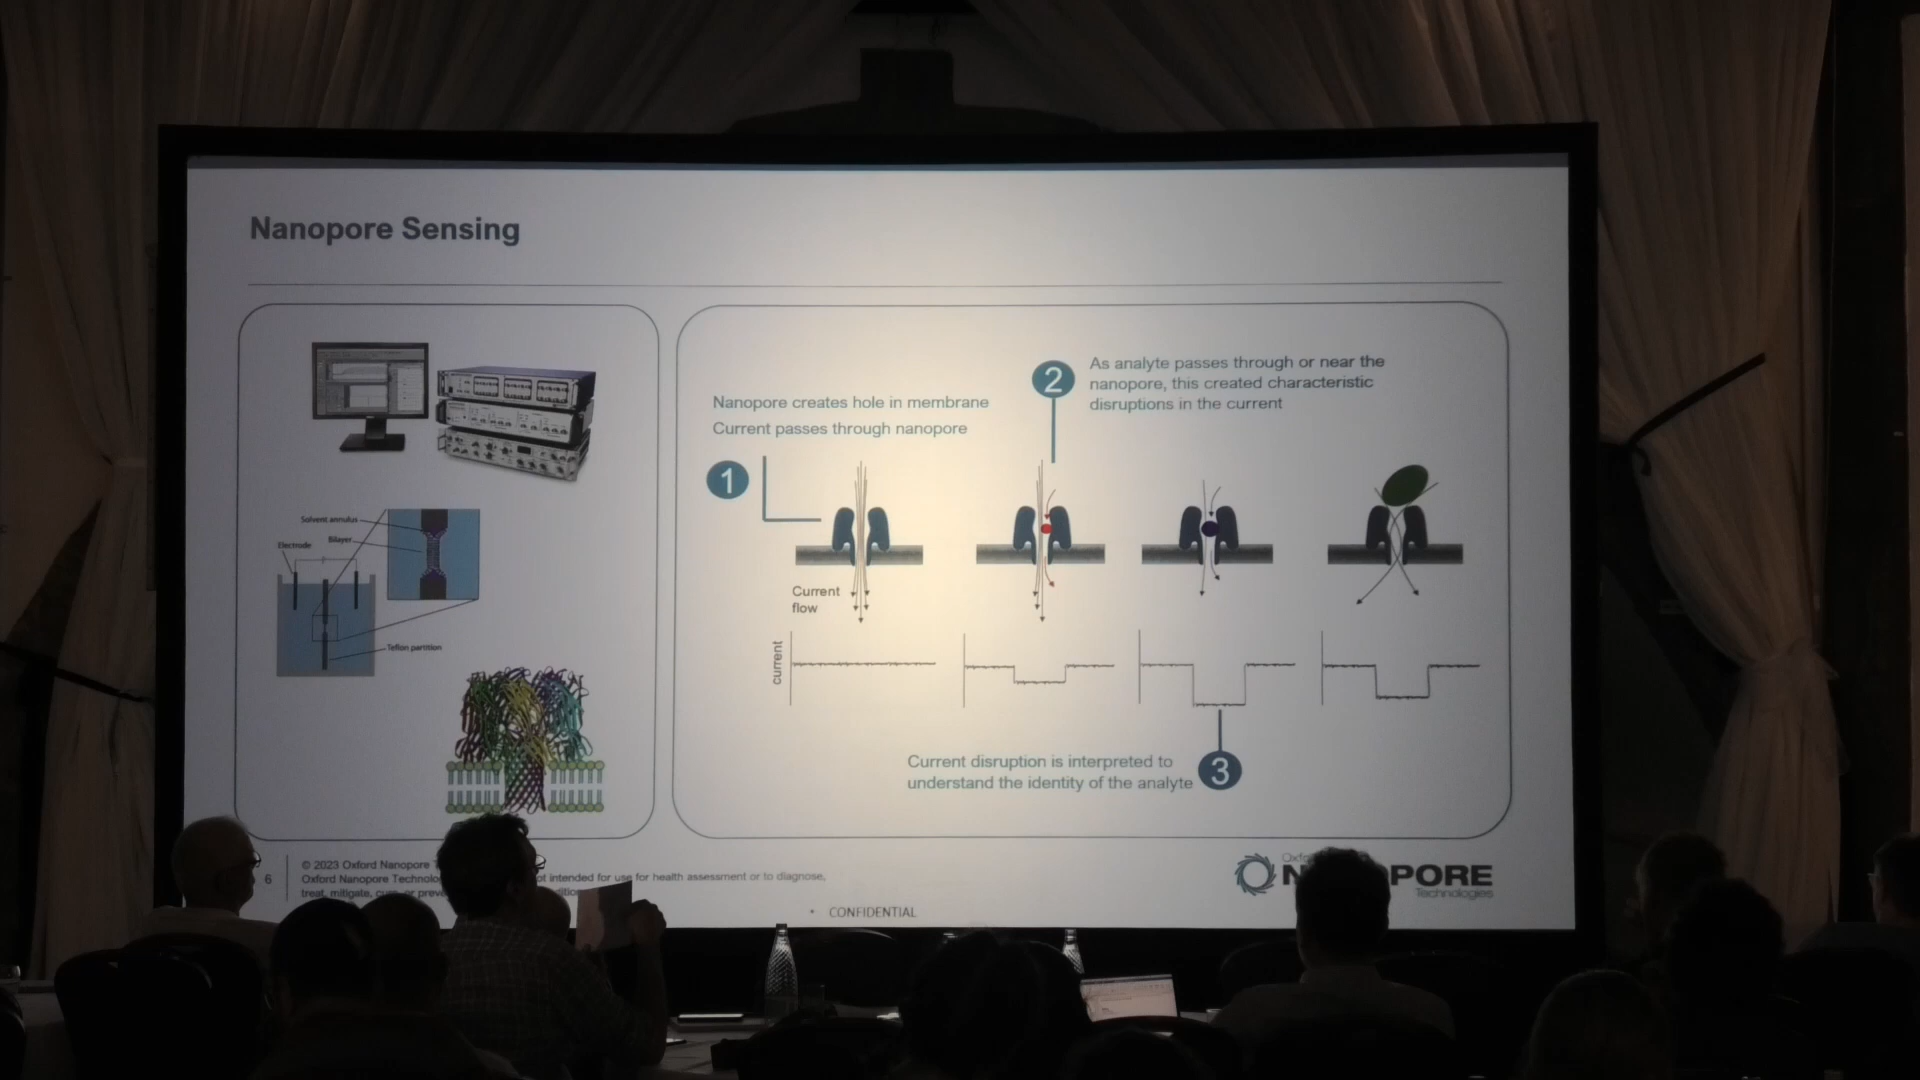 Nanopore Sensing
Solvent annulus
Bilayer
Electrode
Teflon partition
Nanopore creates hole in membrane
Current passes through nanopore
1
2
As analyte passes through or near the
nanopore, this created characteristic
disruptions in the current
Current
flow
current
Current disruption is interpreted to
understand the identity of the analyte
3
6
© 2023 Oxford Nanopore
Oxford Nanopore intended for use for health assessment or to diagnose,
treat, mitigate,
• CONFIDENTIAL
PORE
Technologies